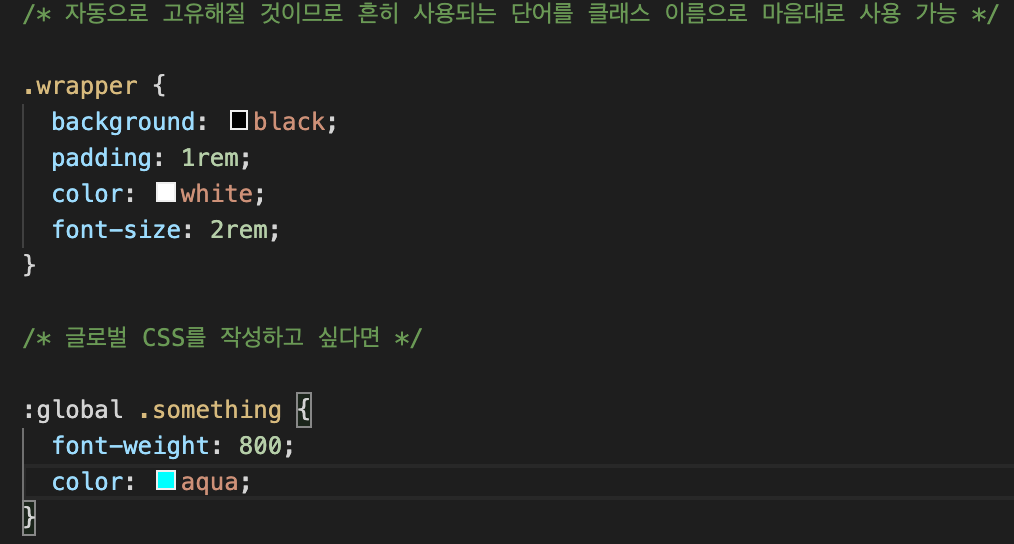 /* 자동으로 고유해질 것이므로 흔히 사용되는 단어를 클래스 이름으로 마음대로 사용 가능 */
.wrapper {
background: black;
padding: 1rem;
color: white;
font-size: 2rem;
}
/* 글로벌 CSS를 작성하고 싶다면 */
:global .something {
font-weight: 800;
color: aqua;
}